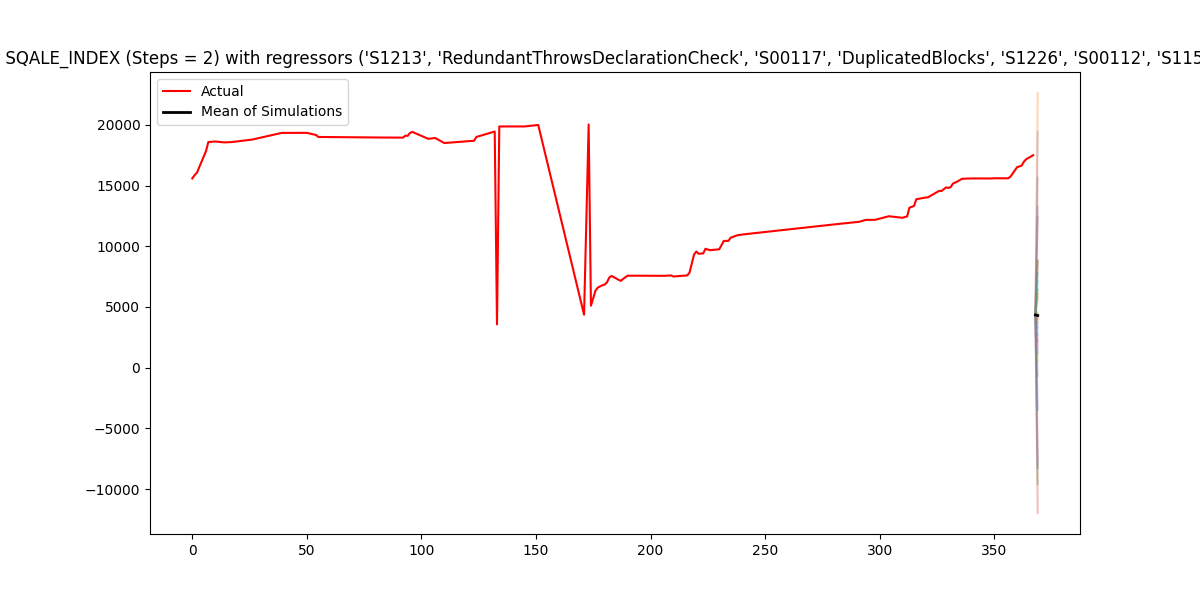 SQALE_INDEX (Steps = 2) with regressors ('S1213', 'RedundantThrowsDeclarationCheck', 'S00117', 'DuplicatedBlocks', 'S1226', 'S00112', 'S115
Actual
Mean of Simulations
20000
15000
10000
5000
0
−5000
−10000
0 50 100 150 200 250 300 350